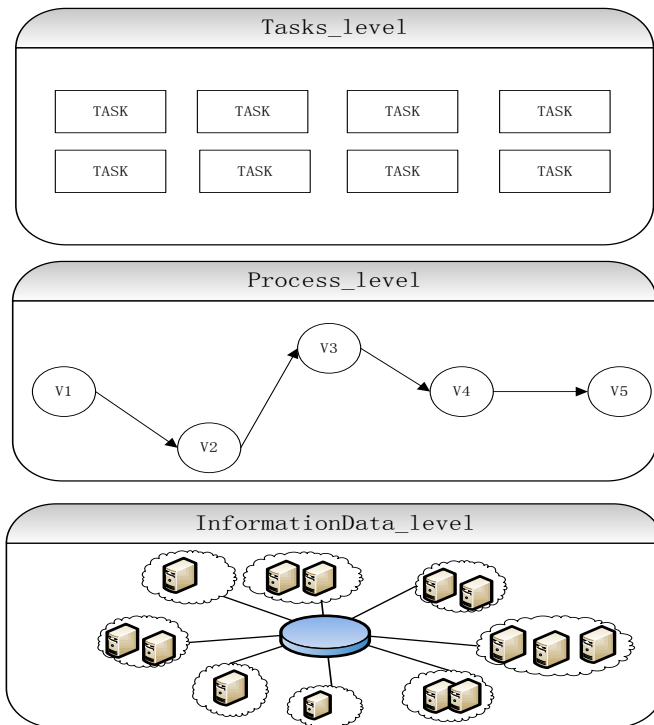 Tasks_level
TASK TASK TASK TASK
TASK TASK TASK TASK
Process_level
V3
V1 V4 V5
V2
InformationData_level